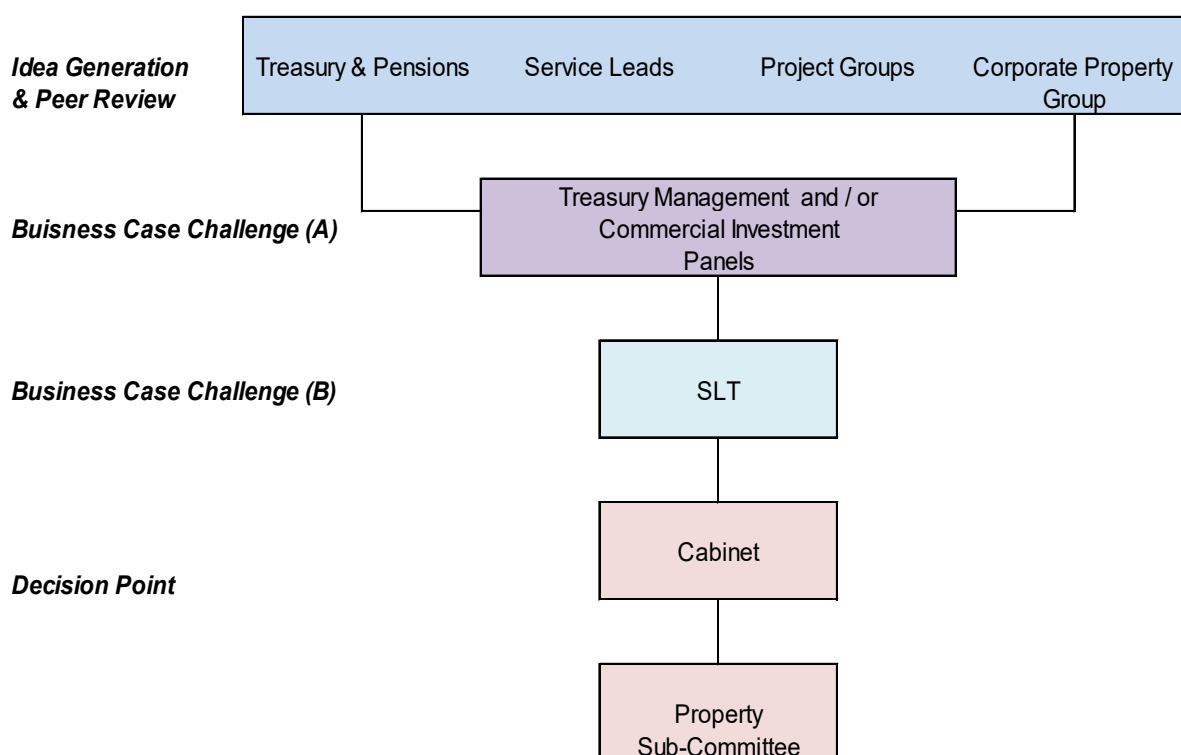 Idea Generation
& Peer Review
Treasury & Pensions
Service Leads
Project Groups
Corporate Property
Group
Buisness Case Challenge (A)
Treasury Management and / or
Commercial Investment
Panels
Business Case Challenge (B)
SLT
Cabinet
Decision Point
Property
Sub-Committee